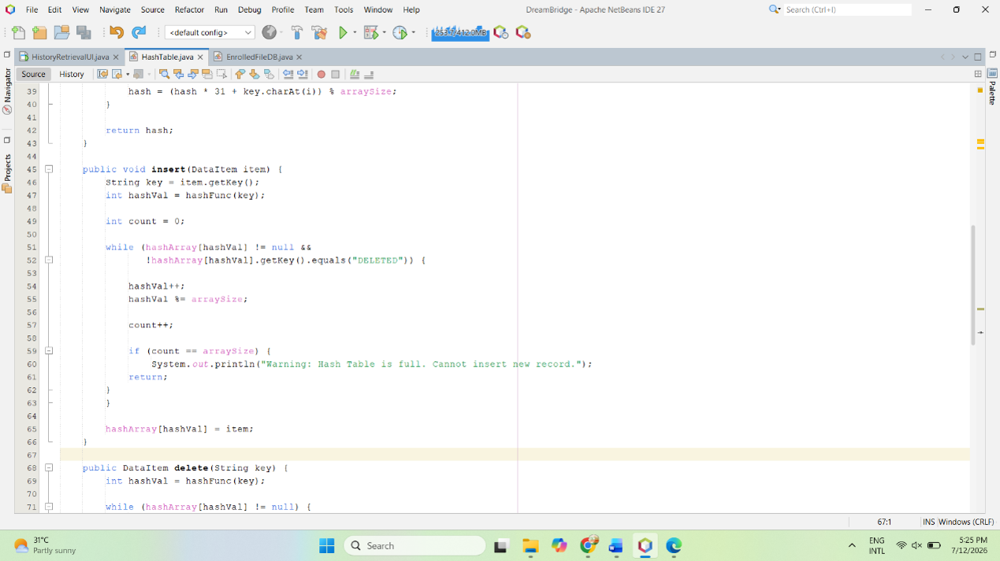 File Edit View Navigate Source Refactor Run Debug Profile Team Tools Window Help
DreamBridge - Apache NetBeans IDE 27
Search (Ctrl+I)
<default config>
253.7/412.0MB
HistoryRetrievalUI.java
HashTable.java
EnrolledFileDB.java
Source
History
Navigator
Projects
Palette
39 hash = (hash * 31 + key.charAt(i)) % arraySize;
40 }
41
42 return hash;
43 }
44
45 public void insert(DataItem item) {
46 String key = item.getKey();
47 int hashVal = hashFunc(key);
48
49 int count = 0;
50
51 while (hashArray[hashVal] != null &&
52 !hashArray[hashVal].getKey().equals("DELETED")) {
53
54 hashVal++;
55 hashVal %= arraySize;
56
57 count++;
58
59 if (count == arraySize) {
60 System.out.println("Warning: Hash Table is full. Cannot insert new record.");
61 return;
62 }
63 }
64
65 hashArray[hashVal] = item;
66 }
67
68 public DataItem delete(String key) {
69 int hashVal = hashFunc(key);
70
71 while (hashArray[hashVal] != null) {
67:1
INS
Windows (CRLF)
31°C
Partly sunny
Search
ENG
INTL
5:25 PM
7/12/2026